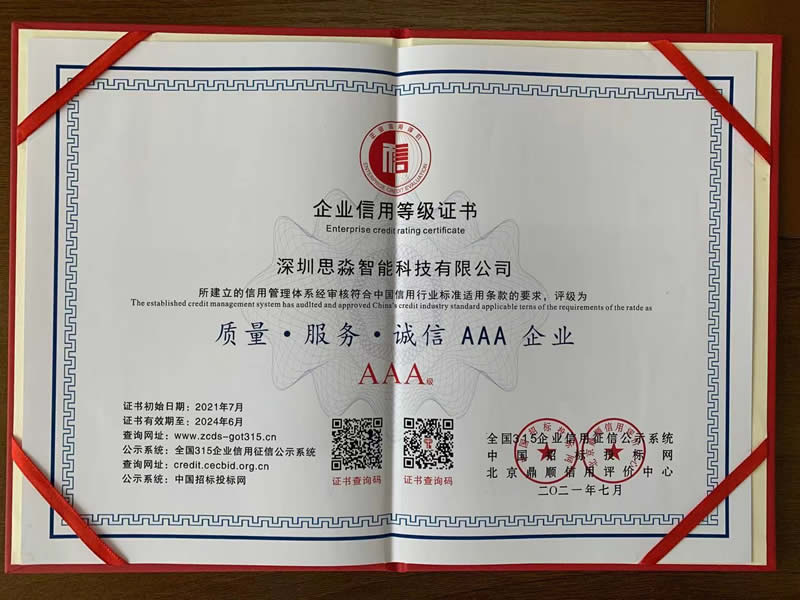 信
ENTERPRISE CREDIT EVALUATION
企业信用等级证书
Enterprise credit rating certificate
深圳思淼智能科技有限公司
所建立的信用管理体系经审核符合中国信用行业标准适用条款的要求，评级为
The established credit management system has audited and approved China's credit industry standard applicable terms of the requirements of the ratde as
质量·服务·诚信 AAA 企业
AAA级
证书初始日期：2021年7月
证书有效期至：2024年6月
查询网址：www.zcds-got315.cn
公示系统：全国315企业信用征信公示系统
查询网址：credit.cecbid.org.cn
公示系统：中国招标投标网
证书查询码
证书查询码
全国315企业信用征信公示系统
中国招标投标网
北京鼎顺信用评价中心
二〇二一年七月